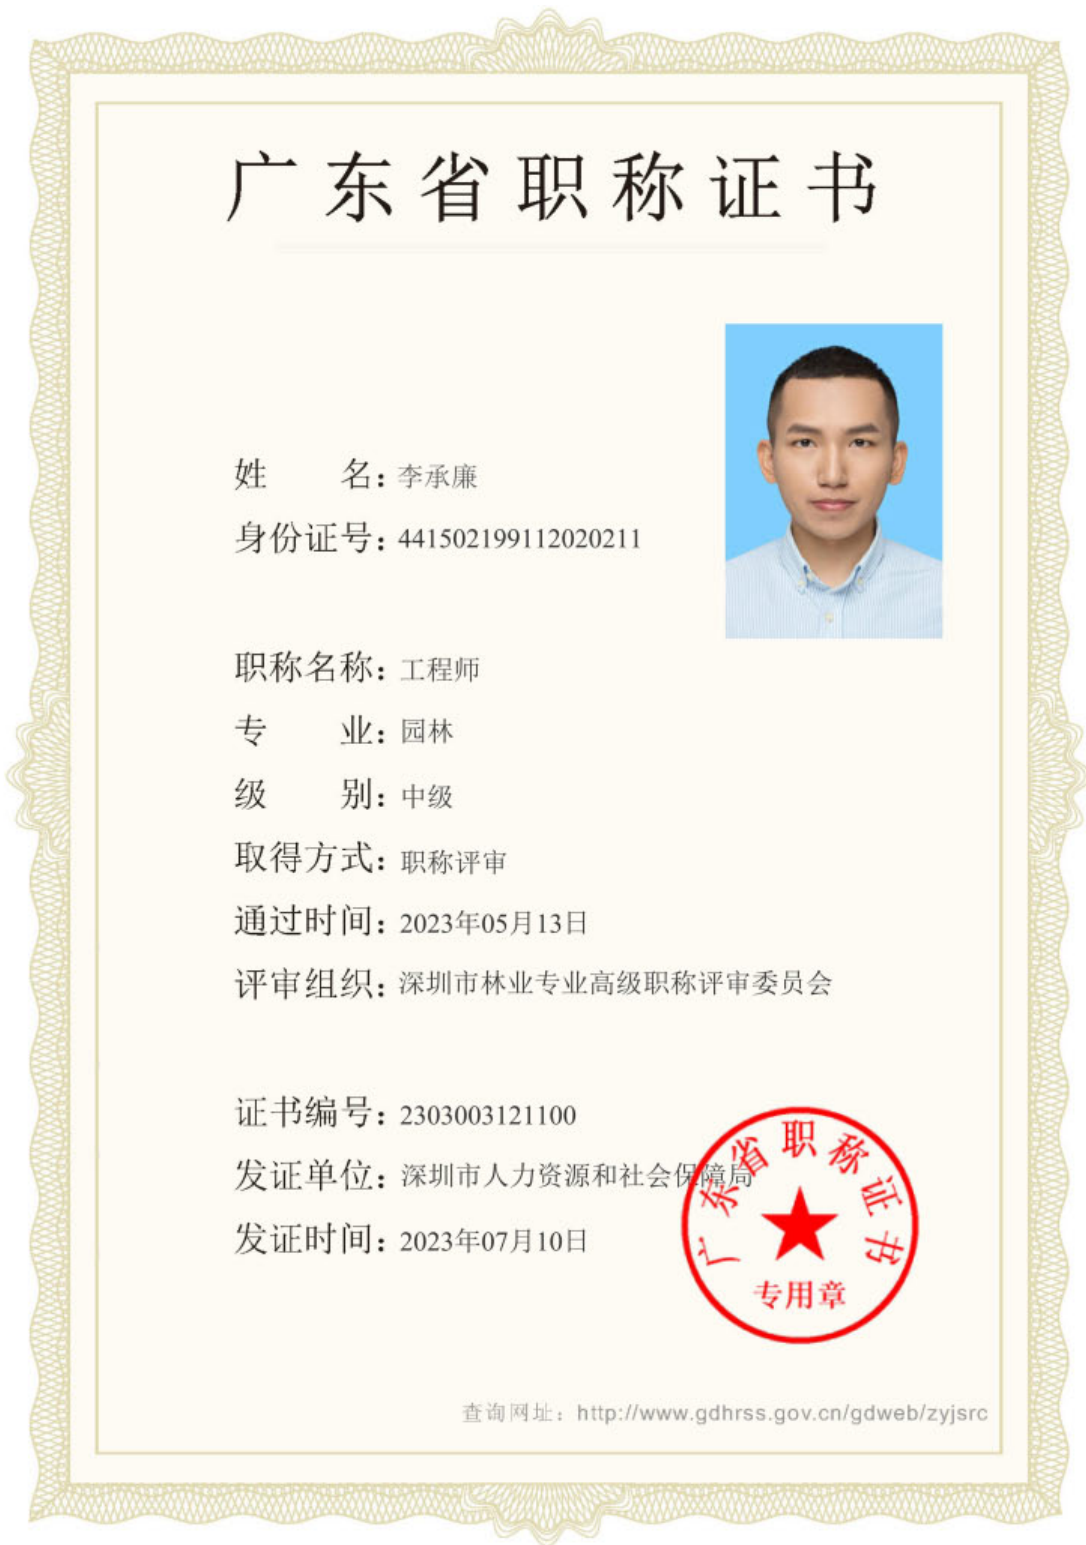 广东省职称证书
姓名：李承廉
身份证号：441502199112020211
职称名称：工程师
专业：园林
级别：中级
取得方式：职称评审
通过时间：2023年05月13日
评审组织：深圳市林业专业高级职称评审委员会
证书编号：2303003121100
发证单位：深圳市人力资源和社会保障局
发证时间：2023年07月10日
广东省职称证书
专用章
查询网址：http://www.gdhrss.gov.cn/gdweb/zyjsrc